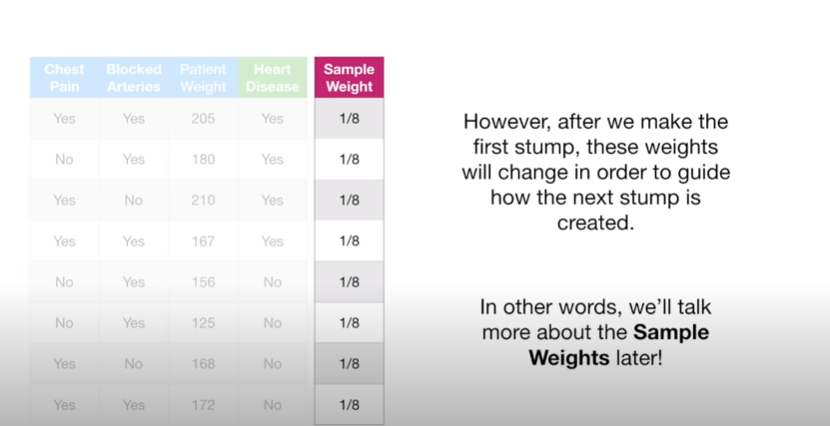 Chest Pain Blocked Arteries Patient Weight Heart Disease Sample Weight
Yes Yes 205 Yes 1/8
No Yes 180 Yes 1/8
Yes No 210 Yes 1/8
Yes Yes 167 Yes 1/8
No Yes 156 No 1/8
No Yes 125 No 1/8
Yes No 168 No 1/8
Yes Yes 172 No 1/8
However, after we make the
first stump, these weights
will change in order to guide
how the next stump is
created.
In other words, we’ll talk
more about the Sample
Weights later!